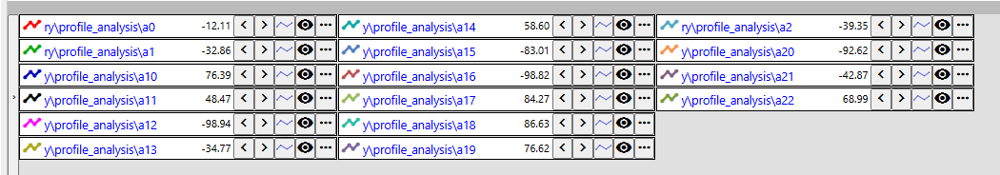 ry\profile_analysis\a0 -12.11
ry\profile_analysis\a1 -32.86
y\profile_analysis\a10 76.39
y\profile_analysis\a11 48.47
y\profile_analysis\a12 -98.94
y\profile_analysis\a13 -34.77
y\profile_analysis\a14 58.60
y\profile_analysis\a15 -83.01
y\profile_analysis\a16 -98.82
y\profile_analysis\a17 84.27
y\profile_analysis\a18 86.63
y\profile_analysis\a19 76.62
ry\profile_analysis\a2 -39.35
y\profile_analysis\a20 -92.62
y\profile_analysis\a21 -42.87
y\profile_analysis\a22 68.99